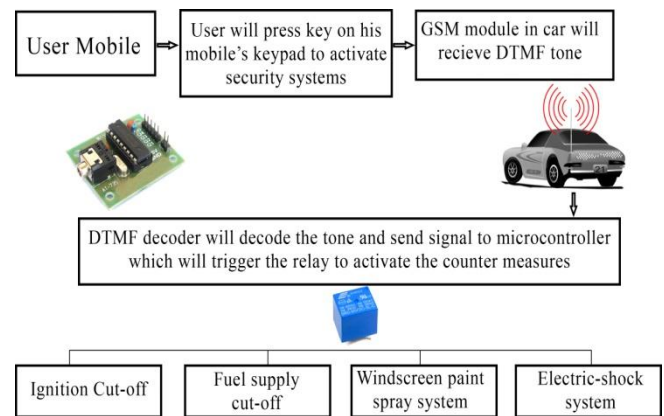 User Mobile
User will press key on his
mobile's keypad to activate
security systems
GSM module in car will
recieve DTMF tone
DTMF decoder will decode the tone and send signal to microcontroller
which will trigger the relay to activate the counter measures
Ignition Cut-off
Fuel supply
cut-off
Windscreen paint
spray system
Electric-shock
system